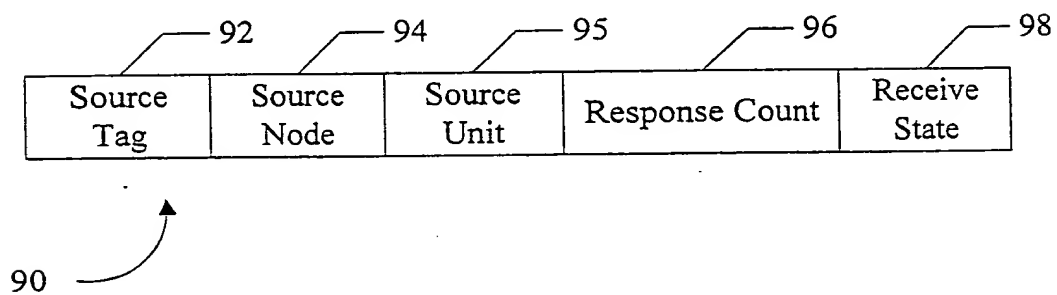 92
94
95
96
98
Source Tag
Source Node
Source Unit
Response Count
Receive State
90